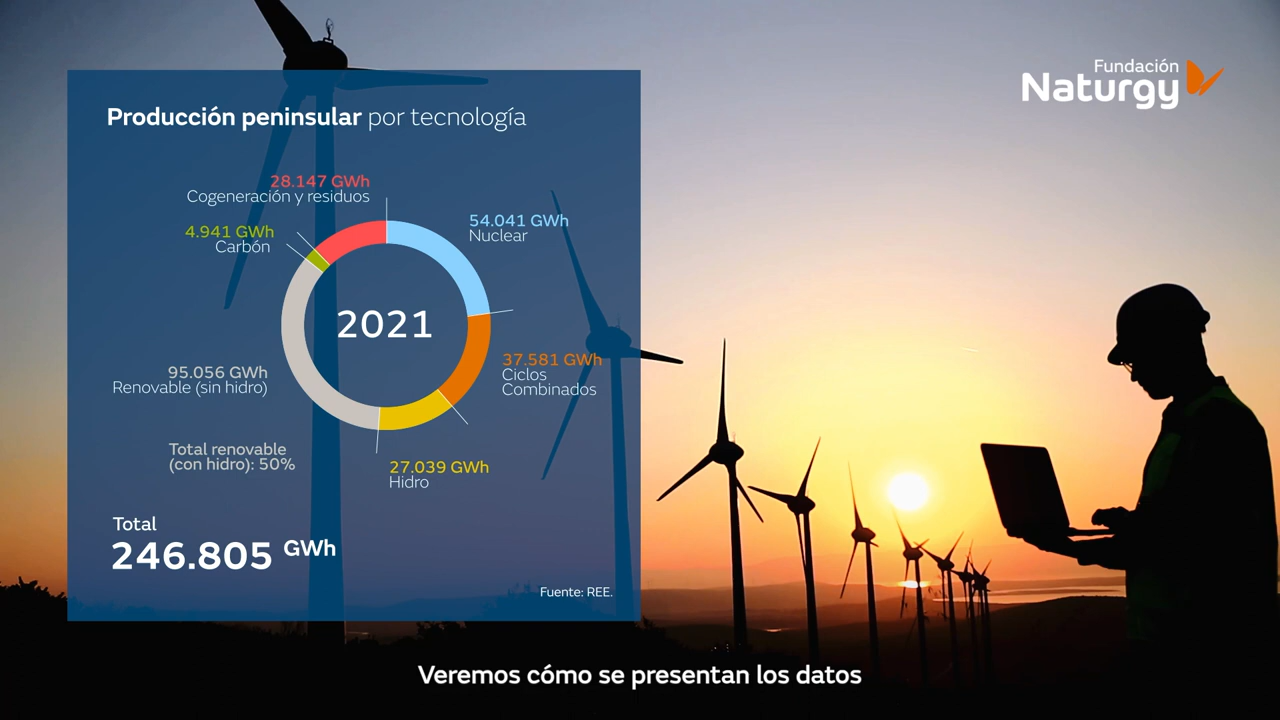 Fundación
Naturgy
Producción peninsular por tecnología
28.147 GWh
Cogeneración y residuos
54.041 GWh
Nuclear
4.941 GWh
Carbón
2021
37.581 GWh
Ciclos
Combinados
95.056 GWh
Renovable (sin hidro)
Total renovable
(con hidro): 50%
27.039 GWh
Hidro
Total
246.805 GWh
Fuente: REE.
Veremos cómo se presentan los datos